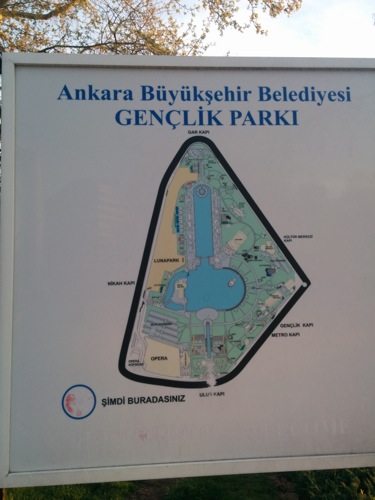 Ankara Büyükşehir Belediyesi
GENÇLİK PARKI
GAR KAPI
KÜLTÜR MERKEZİ
KAPI
LUNAPARK
NİKAH KAPI
GENÇLİK KAPI
METRO KAPI
OPERA
OPERA
ULUS KAPI
ŞİMDİ BURADASINIZ